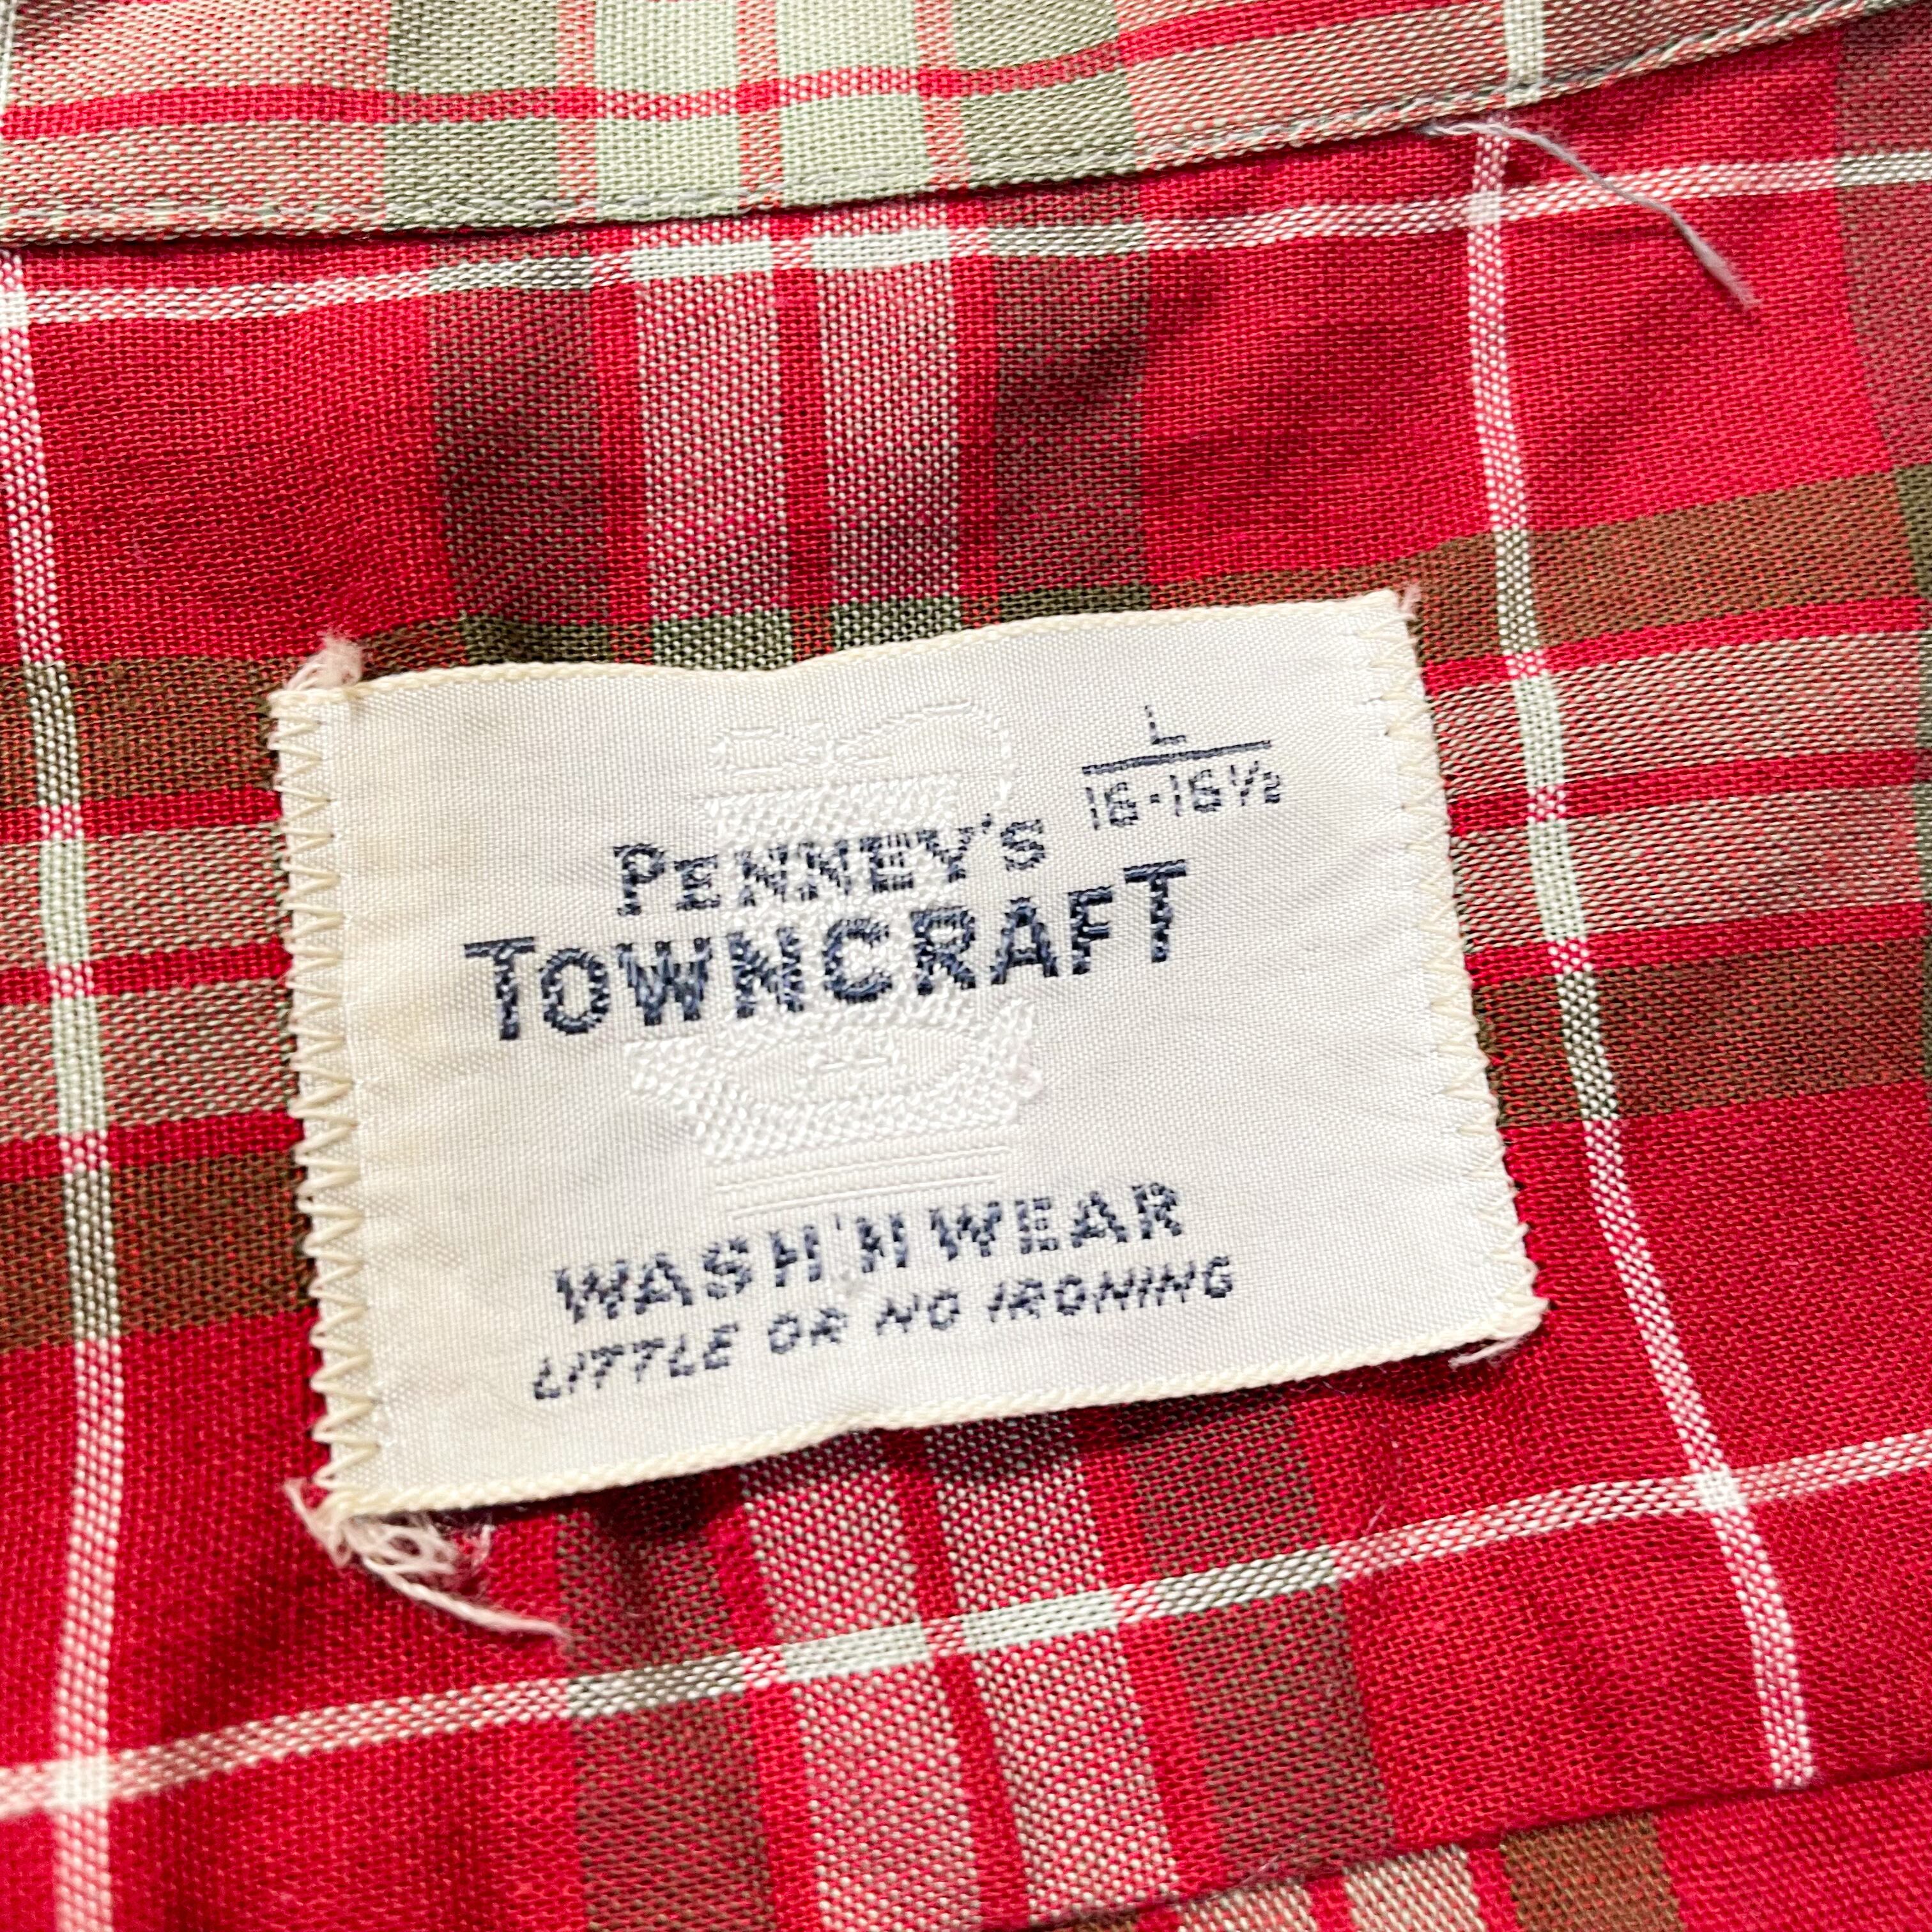 L
16-16½
PENNEY'S
TOWNCRAFT
WASH'N WEAR
LITTLE OR NO IRONING